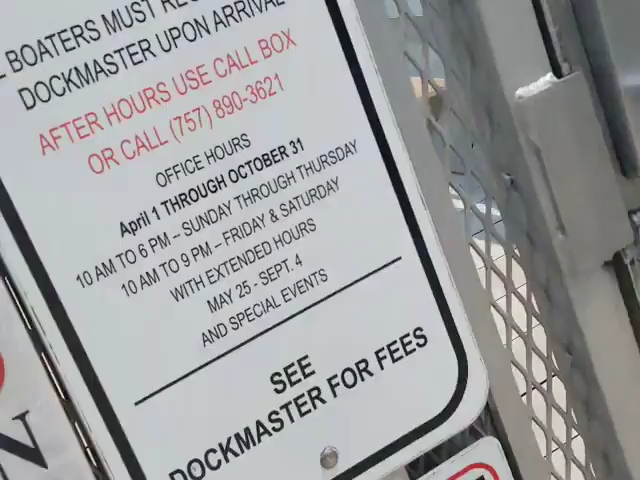 BOATERS MUST
DOCKMASTER UPON ARRIVAL
AFTER HOURS USE CALL BOX
OR CALL (757) 890-3621
OFFICE HOURS
April 1 THROUGH OCTOBER 31
10 AM TO 6 PM – SUNDAY THROUGH THURSDAY
10 AM TO 9 PM – FRIDAY & SATURDAY
WITH EXTENDED HOURS
MAY 25 - SEPT. 4
AND SPECIAL EVENTS
SEE
DOCKMASTER FOR FEES
N